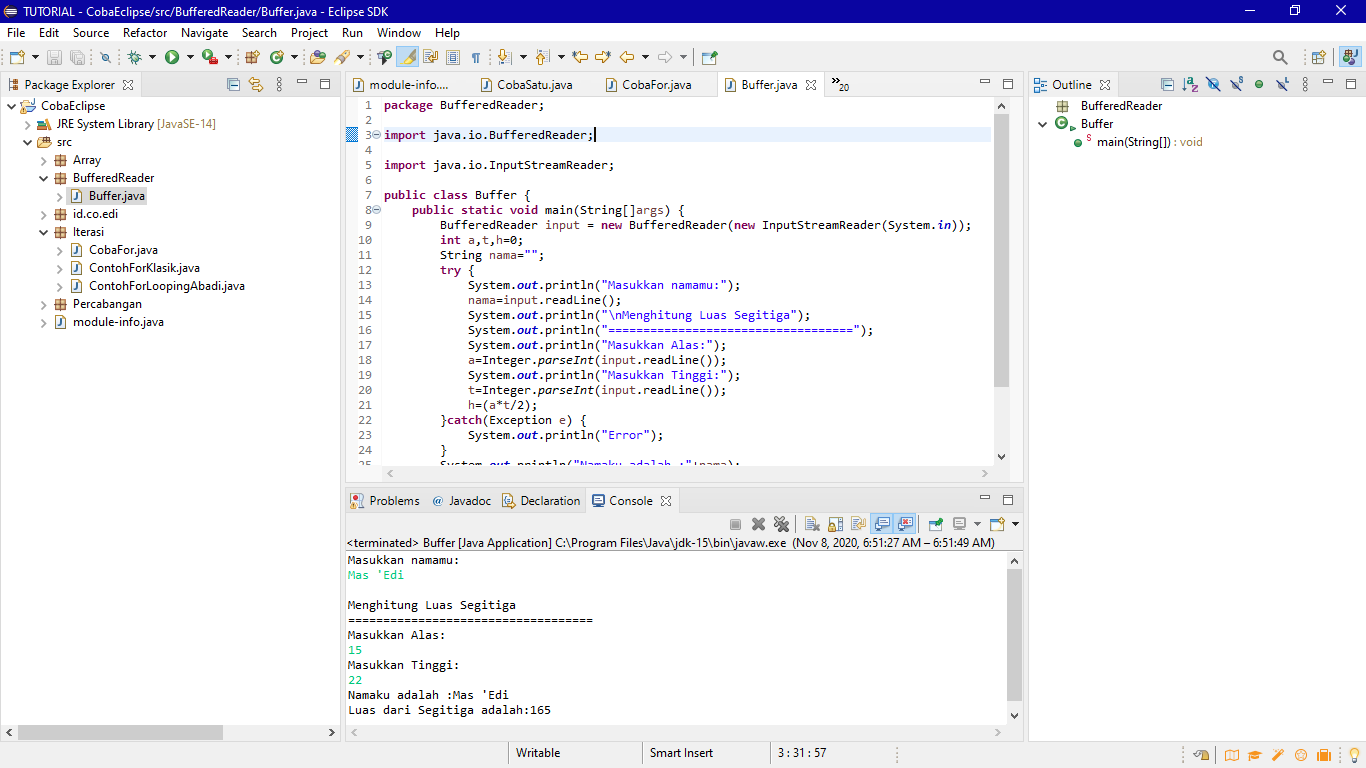 TUTORIAL - CobaEclipse/src/BufferedReader/Buffer.java - Eclipse SDK
File Edit Source Refactor Navigate Search Project Run Window Help
Package Explorer
CobaEclipse
JRE System Library [JavaSE-14]
src
Array
BufferedReader
Buffer.java
id.co.edi
Iterasi
CobaFor.java
ContohForKlasik.java
ContohForLoopingAbadi.java
Percabangan
module-info.java
module-info.... CobaSatu.java CobaFor.java Buffer.java »20
1 package BufferedReader;
2
3 import java.io.BufferedReader;
4
5 import java.io.InputStreamReader;
6
7 public class Buffer {
8 public static void main(String[]args) {
9 BufferedReader input = new BufferedReader(new InputStreamReader(System.in));
10 int a,t,h=0;
11 String nama="";
12 try {
13 System.out.println("Masukkan namamu:");
14 nama=input.readLine();
15 System.out.println("\nMenghitung Luas Segitiga");
16 System.out.println("===================================");
17 System.out.println("Masukkan Alas:");
18 a=Integer.parseInt(input.readLine());
19 System.out.println("Masukkan Tinggi:");
20 t=Integer.parseInt(input.readLine());
21 h=(a*t/2);
22 }catch(Exception e) {
23 System.out.println("Error");
24 }
25 System.out.println("Namaku adalah :"+nama);
Problems @ Javadoc Declaration Console
<terminated> Buffer [Java Application] C:\Program Files\Java\jdk-15\bin\javaw.exe (Nov 8, 2020, 6:51:27 AM – 6:51:49 AM)
Masukkan namamu:
Mas 'Edi
Menghitung Luas Segitiga
===================================
Masukkan Alas:
15
Masukkan Tinggi:
22
Namaku adalah :Mas 'Edi
Luas dari Segitiga adalah:165
Outline
BufferedReader
Buffer
main(String[]) : void
Writable Smart Insert 3 : 31 : 57